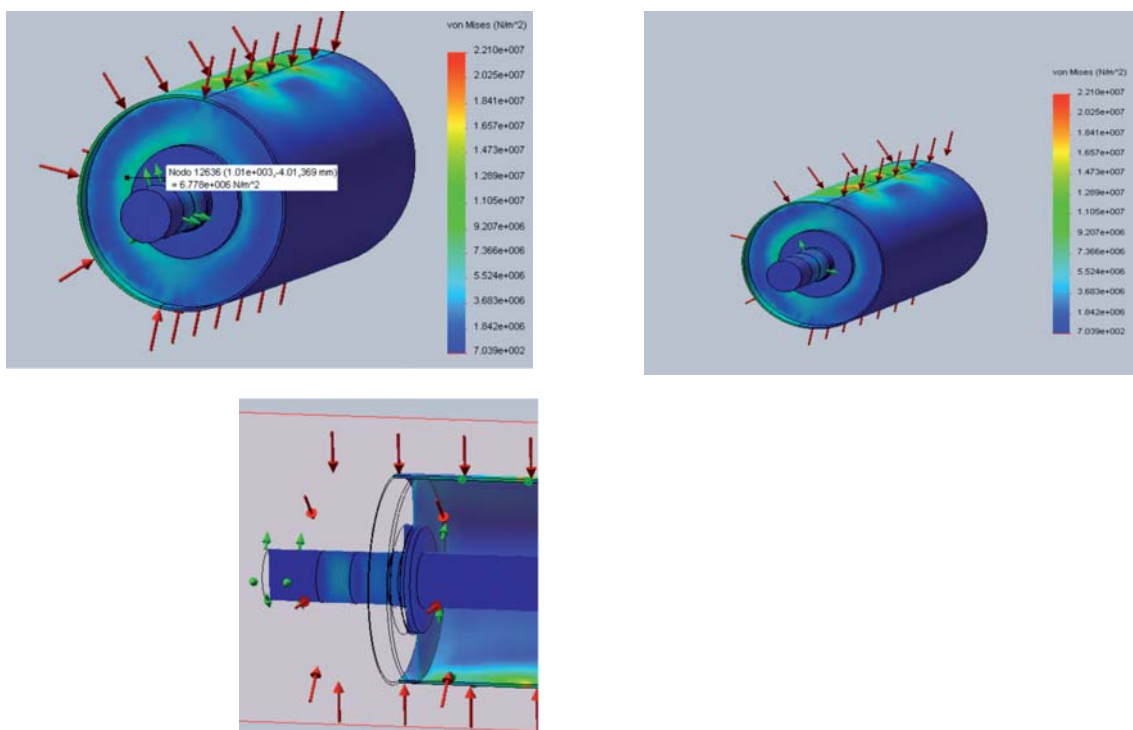 von Mises (N/m^2)
2.210e+007
2.025e+007
1.841e+007
1.657e+007
1.473e+007
1.289e+007
1.105e+007
9.207e+006
7.366e+006
5.524e+006
3.683e+006
1.842e+006
7.039e+002
Nodo 12636 (1.01e+003,-4.01,369 mm)
= 6.778e+006 N/m^2
von Mises (N/m^2)
2.210e+007
2.025e+007
1.841e+007
1.657e+007
1.473e+007
1.289e+007
1.105e+007
9.207e+006
7.366e+006
5.524e+006
3.683e+006
1.842e+006
7.039e+002